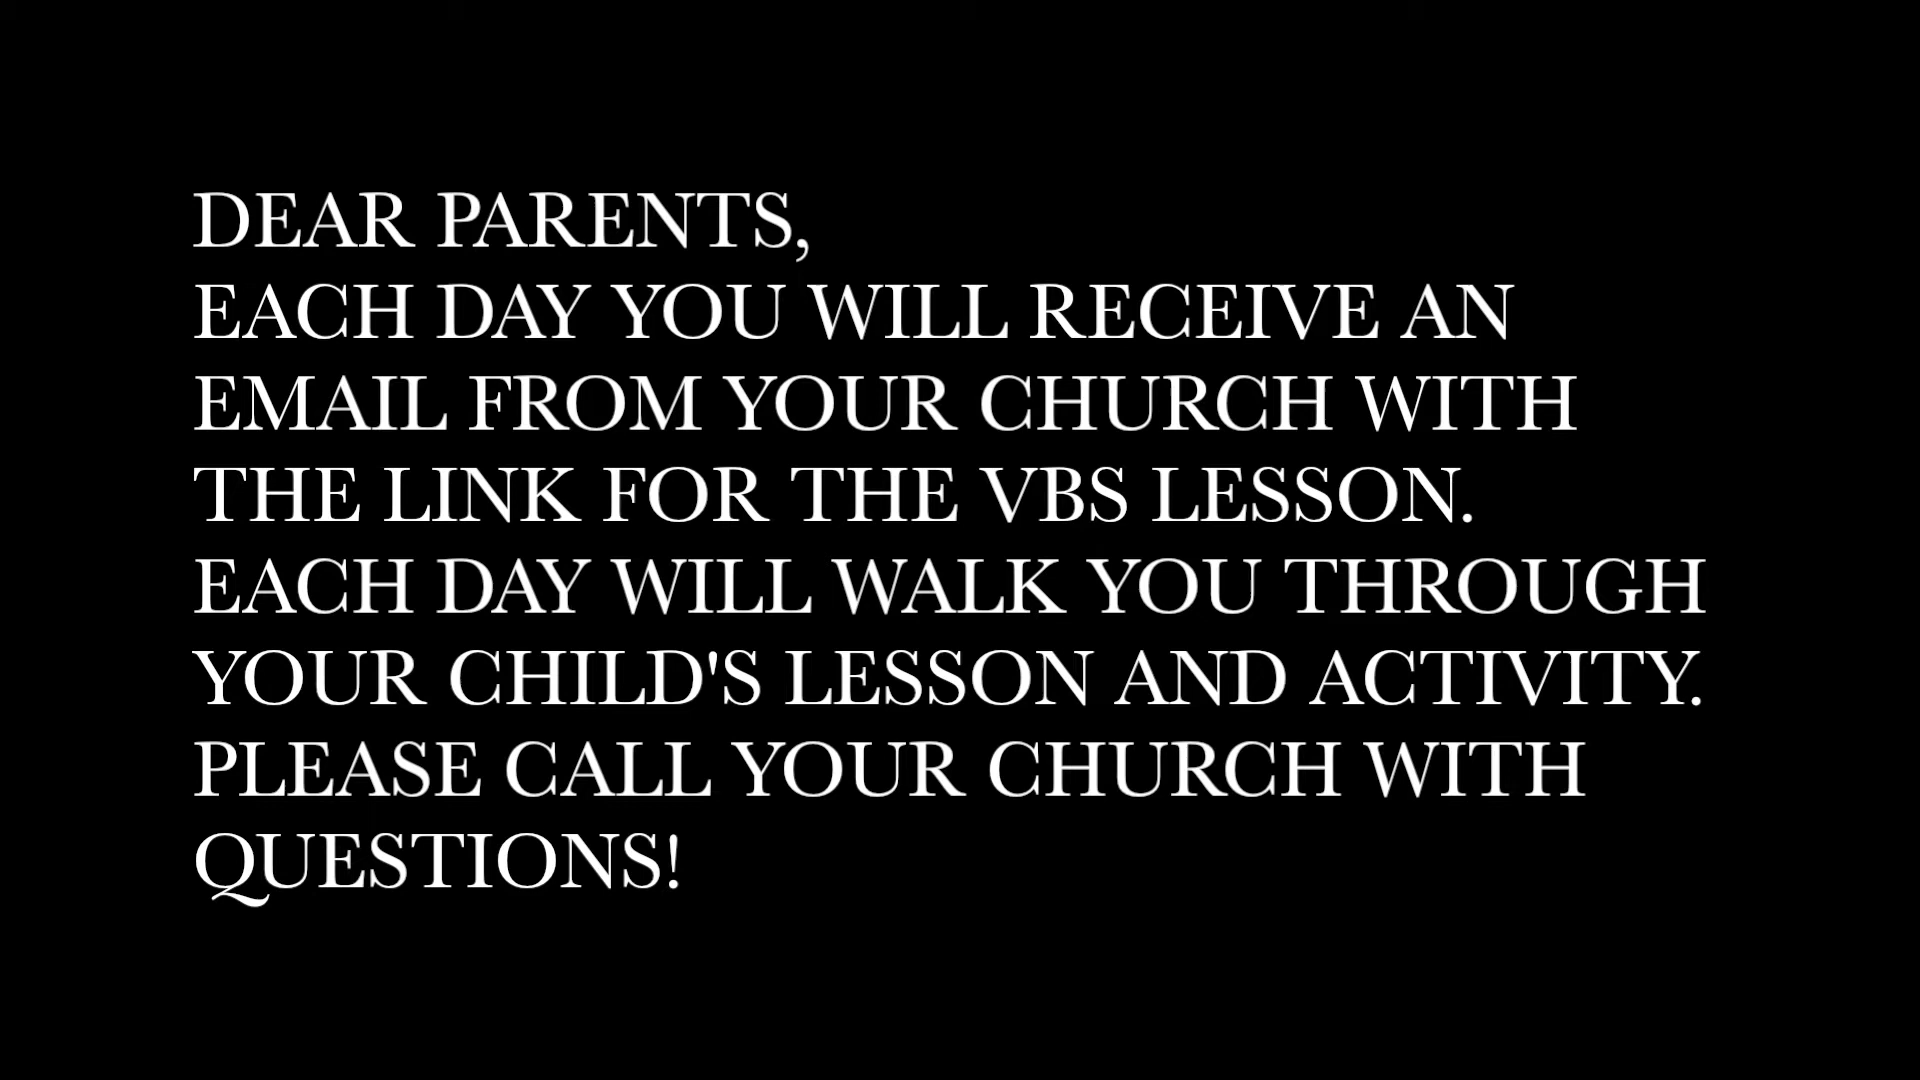 DEAR PARENTS,
EACH DAY YOU WILL RECEIVE AN
EMAIL FROM YOUR CHURCH WITH
THE LINK FOR THE VBS LESSON.
EACH DAY WILL WALK YOU THROUGH
YOUR CHILD'S LESSON AND ACTIVITY.
PLEASE CALL YOUR CHURCH WITH
QUESTIONS!